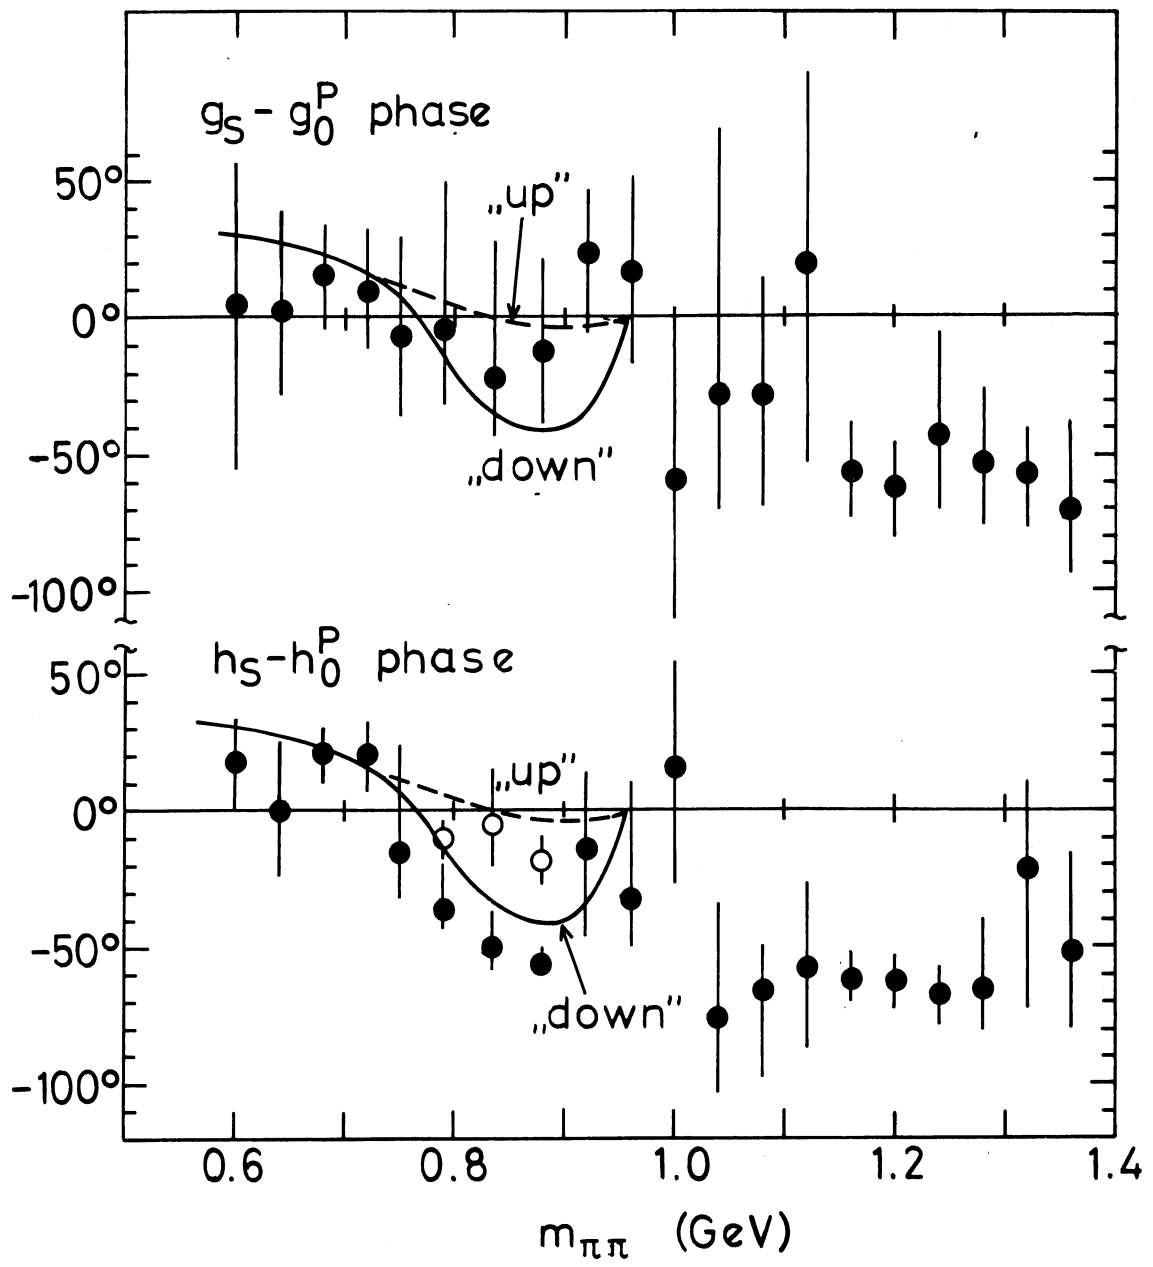 g_S – g_0^P phase
50°
„up”
0°
-50°
„down”
-100°
h_S–h_0^P phase
50°
„up”
0°
-50°
„down”
-100°
0.6 0.8 1.0 1.2 1.4
m_ππ (GeV)